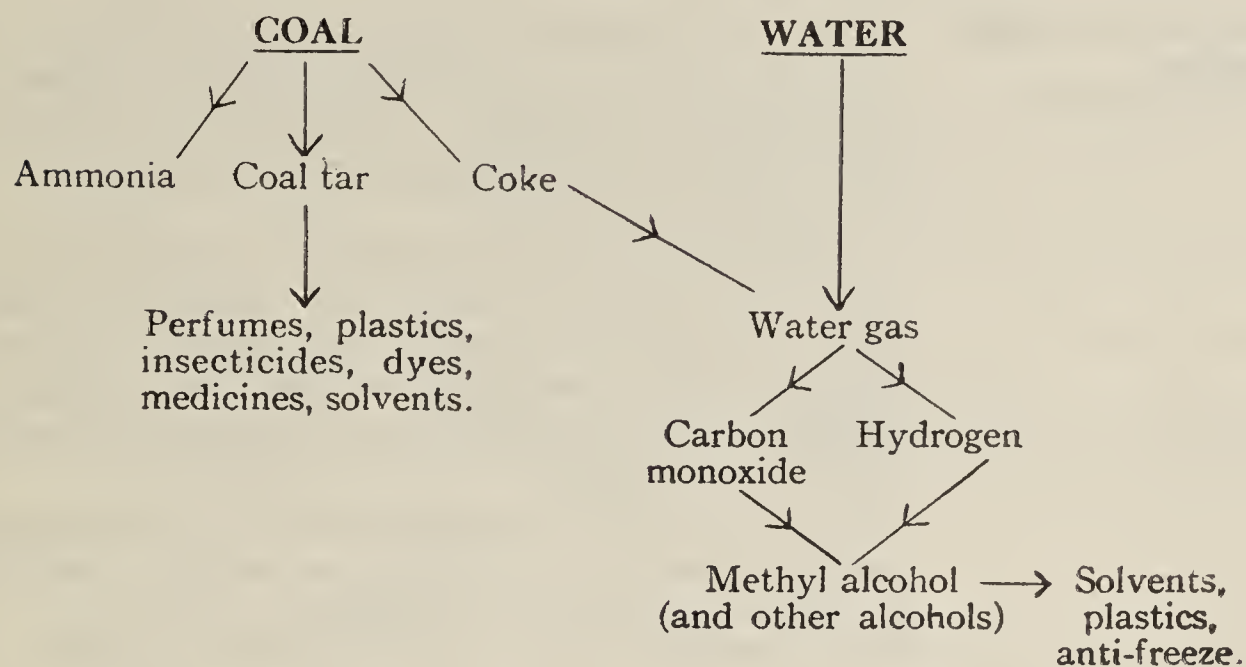 COAL
WATER
Ammonia
Coal tar
Coke
Perfumes, plastics,
insecticides, dyes,
medicines, solvents.
Water gas
Carbon
monoxide
Hydrogen
Methyl alcohol
(and other alcohols)
Solvents,
plastics,
anti-freeze.